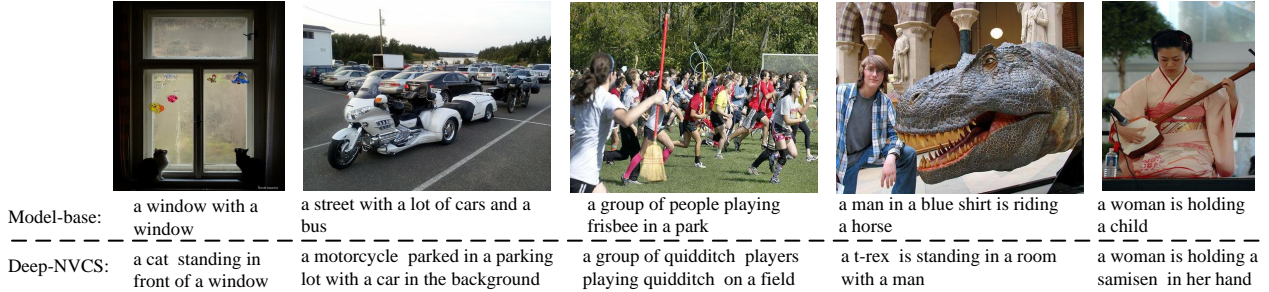 Model-base:
a window with a
window
a street with a lot of cars and a
bus
a group of people playing
frisbee in a park
a man in a blue shirt is riding
a horse
a woman is holding
a child
Deep-NVCS:
a cat standing in
front of a window
a motorcycle parked in a parking
lot with a car in the background
a group of quidditch players
playing quidditch on a field
a t-rex is standing in a room
with a man
a woman is holding a
samisen in her hand